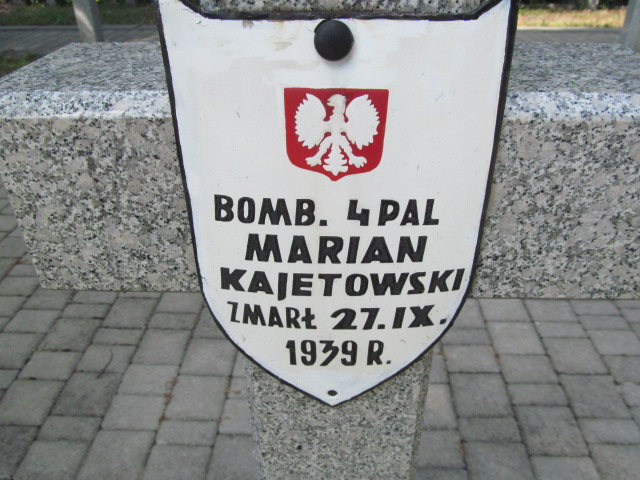 BOMB. 4 PAL
MARIAN
KAJETOWSKI
ZMARŁ 27.IX.
1939 R.